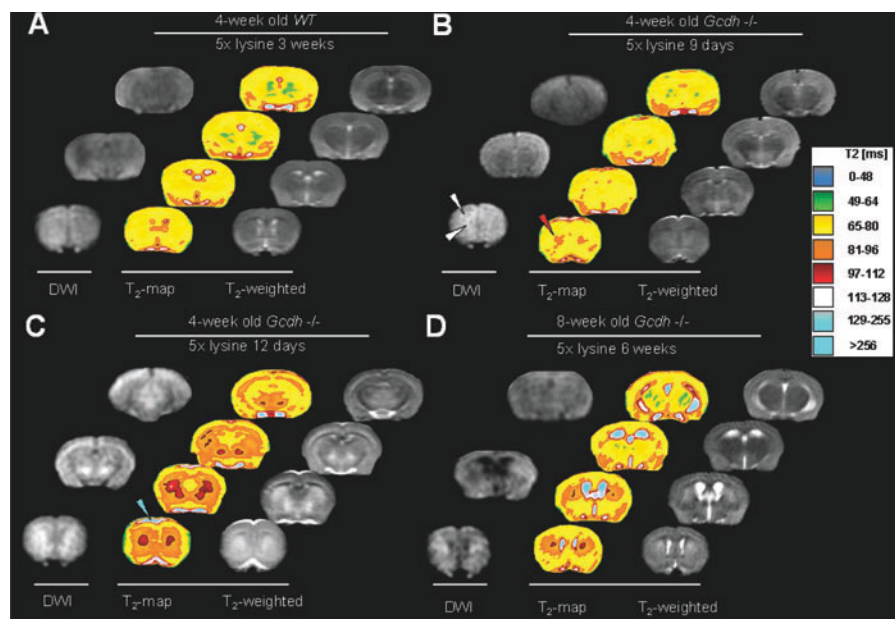 A
4-week old WT
5x lysine 3 weeks
DWI
T2-map
T2-weighted
B
4-week old Gcdh -/-
5x lysine 9 days
DWI
T2-map
T2-weighted
T2 [ms]
0-48
49-64
65-80
81-96
97-112
113-128
129-255
>256
C
4-week old Gcdh -/-
5x lysine 12 days
DWI
T2-map
T2-weighted
D
8-week old Gcdh -/-
5x lysine 6 weeks
DWI
T2-map
T2-weighted